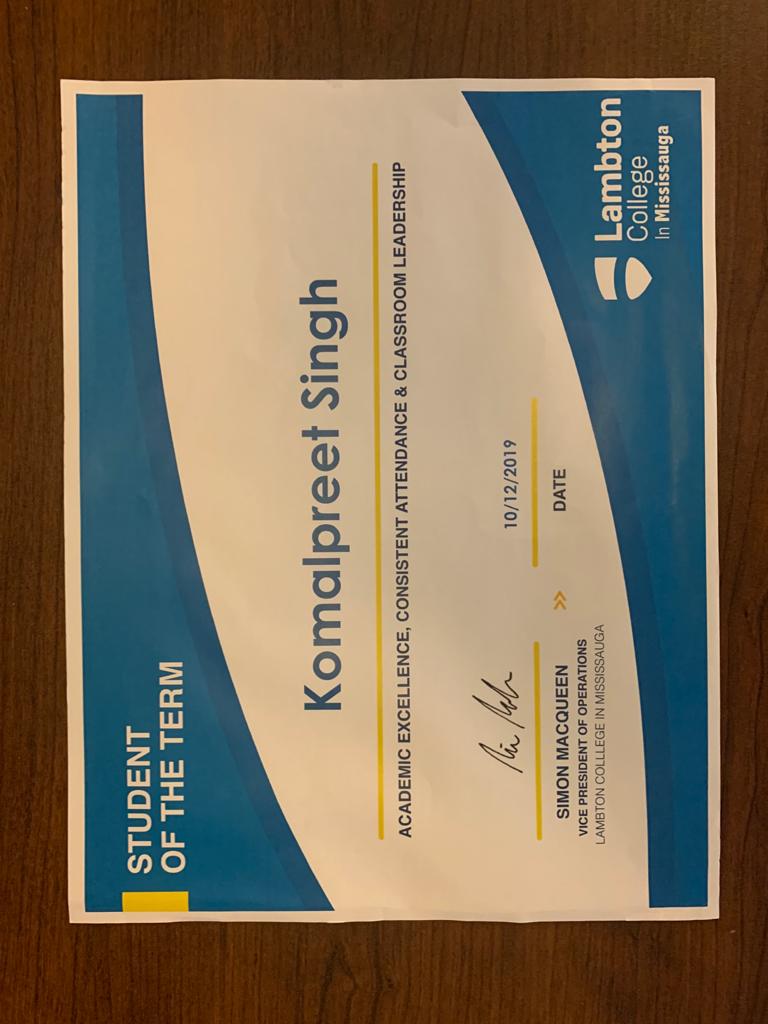 STUDENT
OF THE TERM
Komalpreet Singh
ACADEMIC EXCELLENCE, CONSISTENT ATTENDANCE & CLASSROOM LEADERSHIP
10/12/2019
SIMON MACQUEEN
VICE PRESIDENT OF OPERATIONS
LAMBTON COLLLEGE IN MISSISSAUGA
>>
DATE
Lambton
College
In Mississauga